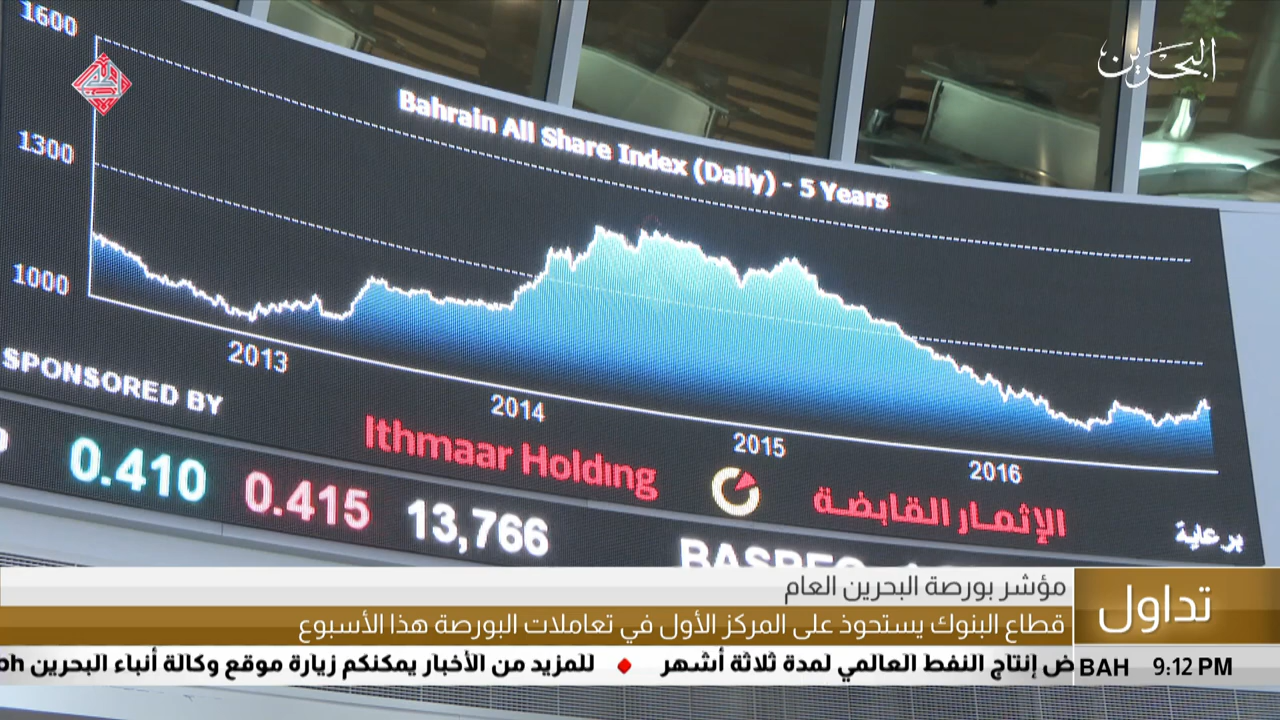 1600
البحرين
Bahrain All Share Index (Daily) - 5 Years
1300
1000
2013
2014
2015
2016
SPONSORED BY
Ithmaar Holding
الإثمار القابضة
برعاية
0.410 0.415 13,766
مؤشر بورصة البحرين العام
تداول
قطاع البنوك يستحوذ على المركز الأول في تعاملات البورصة هذا الأسبوع
إنتاج النفط العالمي لمدة ثلاثة أشهر
للمزيد من الأخبار يمكنكم زيارة موقع وكالة أنباء البحرين
BAH 9:12 PM